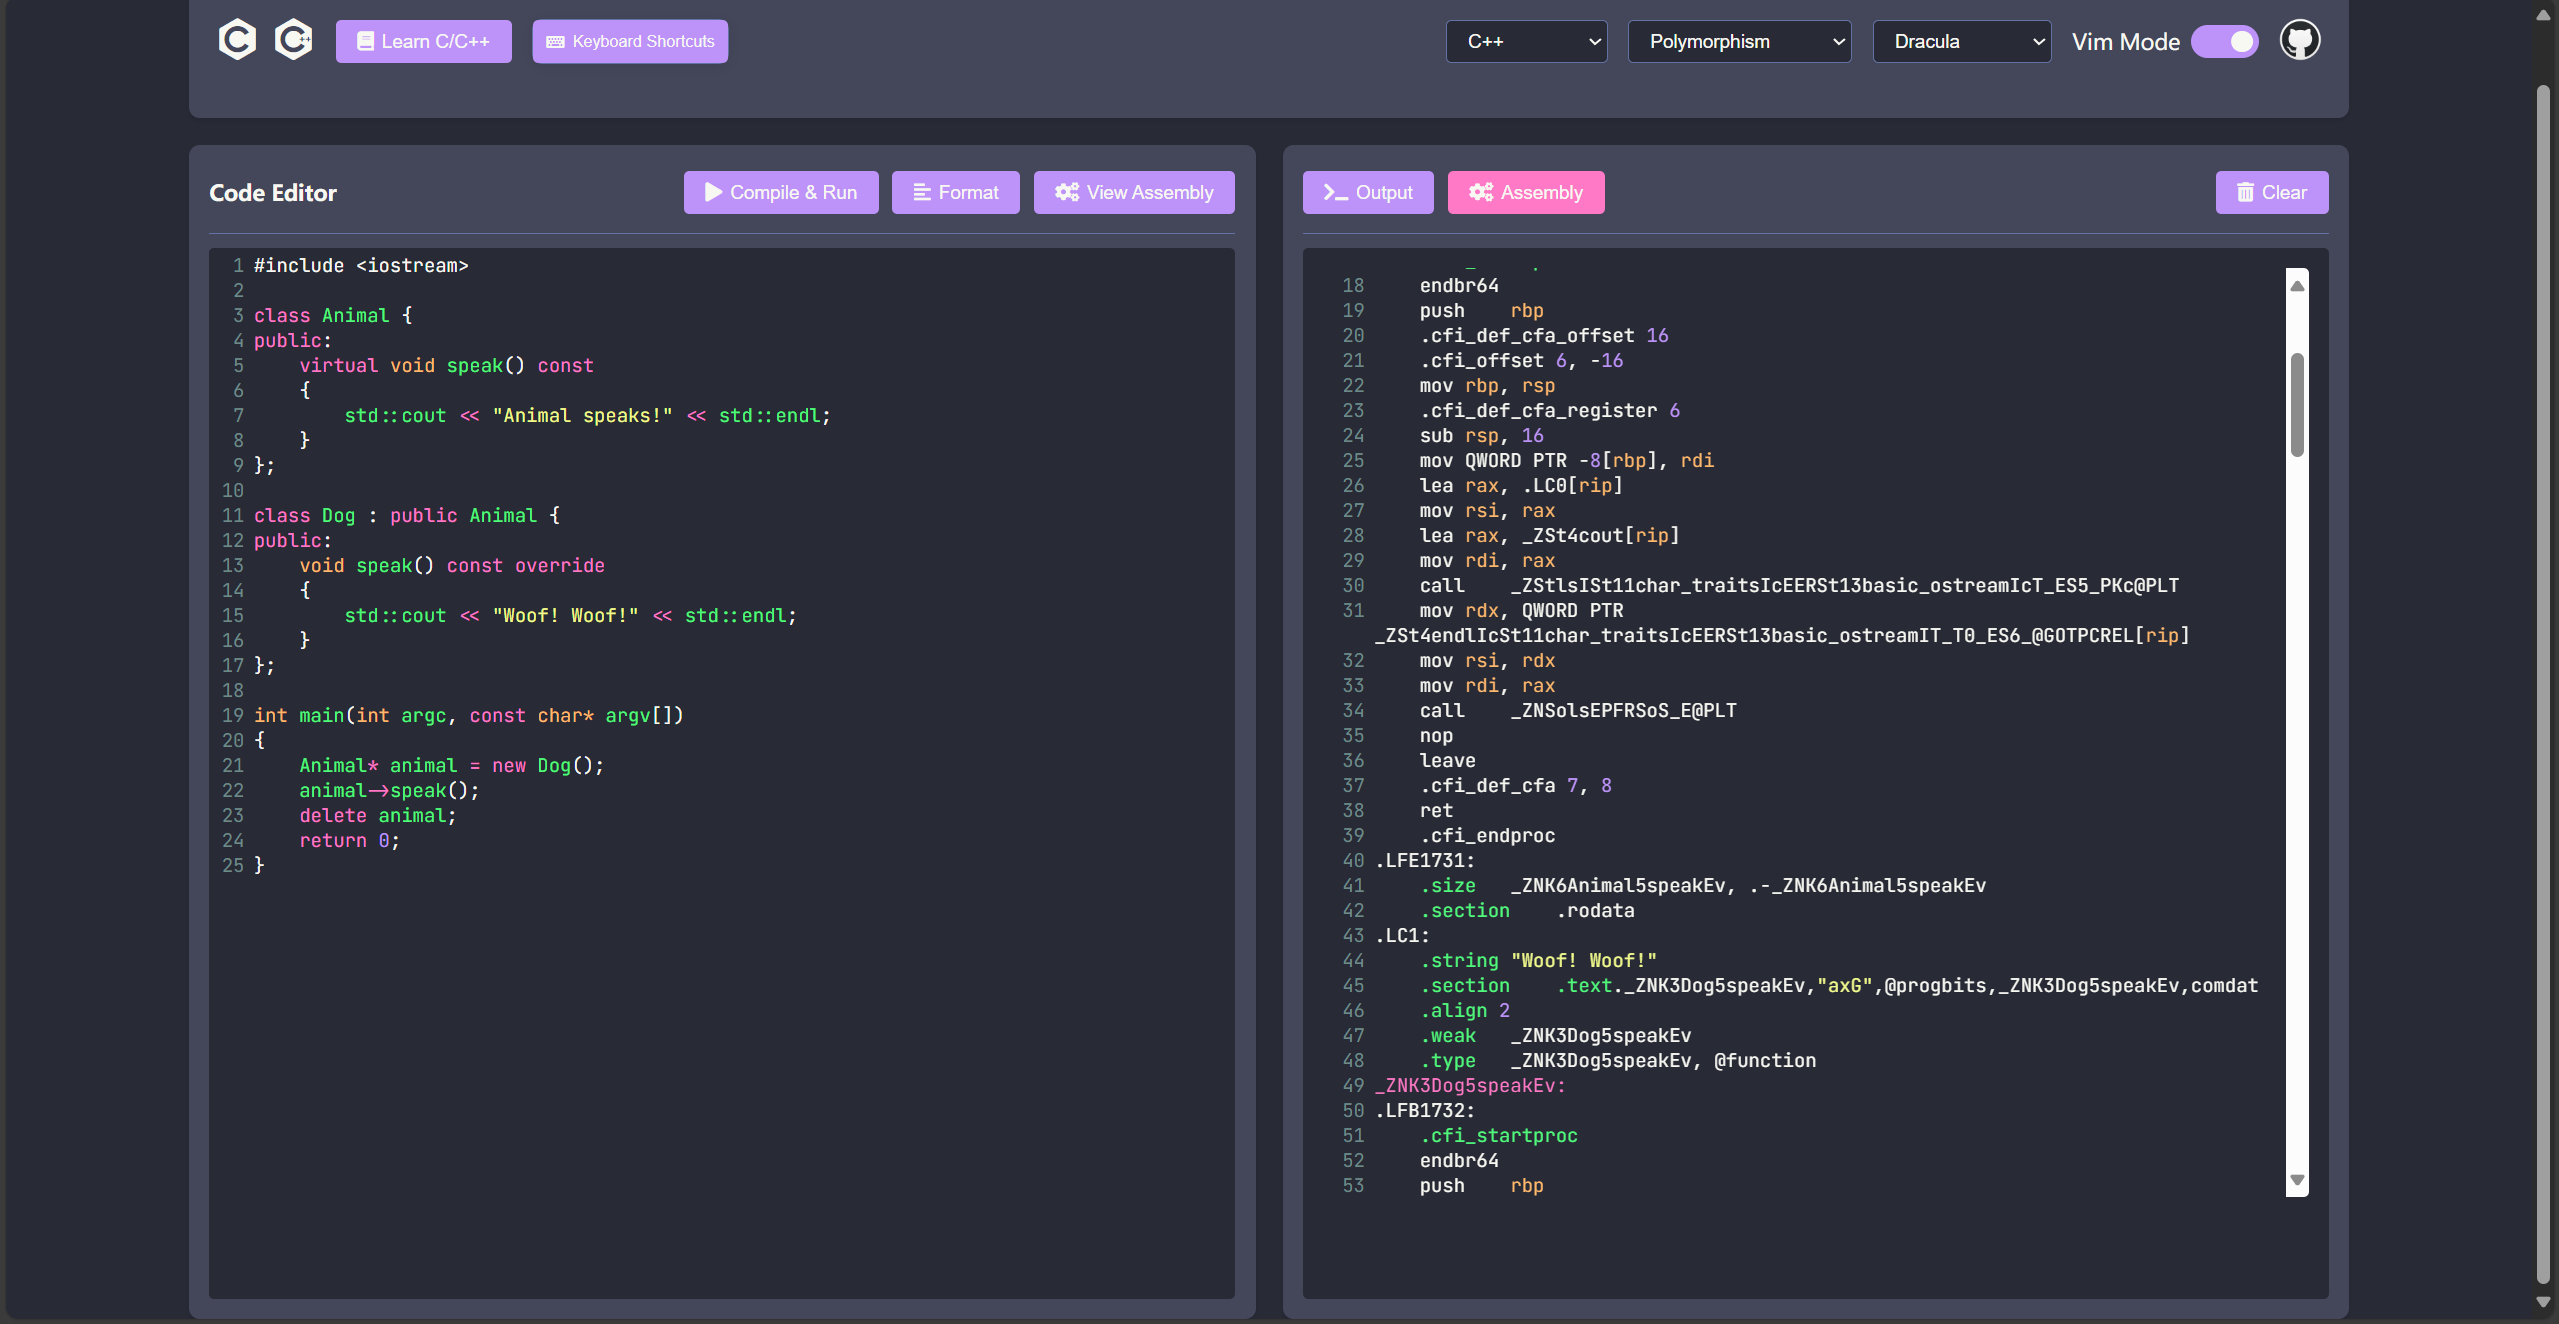 Learn C/C++
Keyboard Shortcuts
C++
Polymorphism
Dracula
Vim Mode
Code Editor
Compile & Run
Format
View Assembly
1 #include <iostream>
2
3 class Animal {
4 public:
5     virtual void speak() const
6     {
7         std::cout << "Animal speaks!" << std::endl;
8     }
9 };
10
11 class Dog : public Animal {
12 public:
13     void speak() const override
14     {
15         std::cout << "Woof! Woof!" << std::endl;
16     }
17 };
18
19 int main(int argc, const char* argv[])
20 {
21     Animal* animal = new Dog();
22     animal->speak();
23     delete animal;
24     return 0;
25 }
Output
Assembly
Clear
18     endbr64
19     push    rbp
20     .cfi_def_cfa_offset 16
21     .cfi_offset 6, -16
22     mov rbp, rsp
23     .cfi_def_cfa_register 6
24     sub rsp, 16
25     mov QWORD PTR -8[rbp], rdi
26     lea rax, .LC0[rip]
27     mov rsi, rax
28     lea rax, _ZSt4cout[rip]
29     mov rdi, rax
30     call    _ZStlsISt11char_traitsIcEERSt13basic_ostreamIcT_ES5_PKc@PLT
31     mov rdx, QWORD PTR
_ZSt4endlIcSt11char_traitsIcEERSt13basic_ostreamIT_T0_ES6_@GOTPCREL[rip]
32     mov rsi, rdx
33     mov rdi, rax
34     call    _ZNSolsEPFRSoS_E@PLT
35     nop
36     leave
37     .cfi_def_cfa 7, 8
38     ret
39     .cfi_endproc
40 .LFE1731:
41     .size   _ZNK6Animal5speakEv, .-_ZNK6Animal5speakEv
42     .section    .rodata
43 .LC1:
44     .string "Woof! Woof!"
45     .section    .text._ZNK3Dog5speakEv,"axG",@progbits,_ZNK3Dog5speakEv,comdat
46     .align 2
47     .weak   _ZNK3Dog5speakEv
48     .type   _ZNK3Dog5speakEv, @function
49 _ZNK3Dog5speakEv:
50 .LFB1732:
51     .cfi_startproc
52     endbr64
53     push    rbp